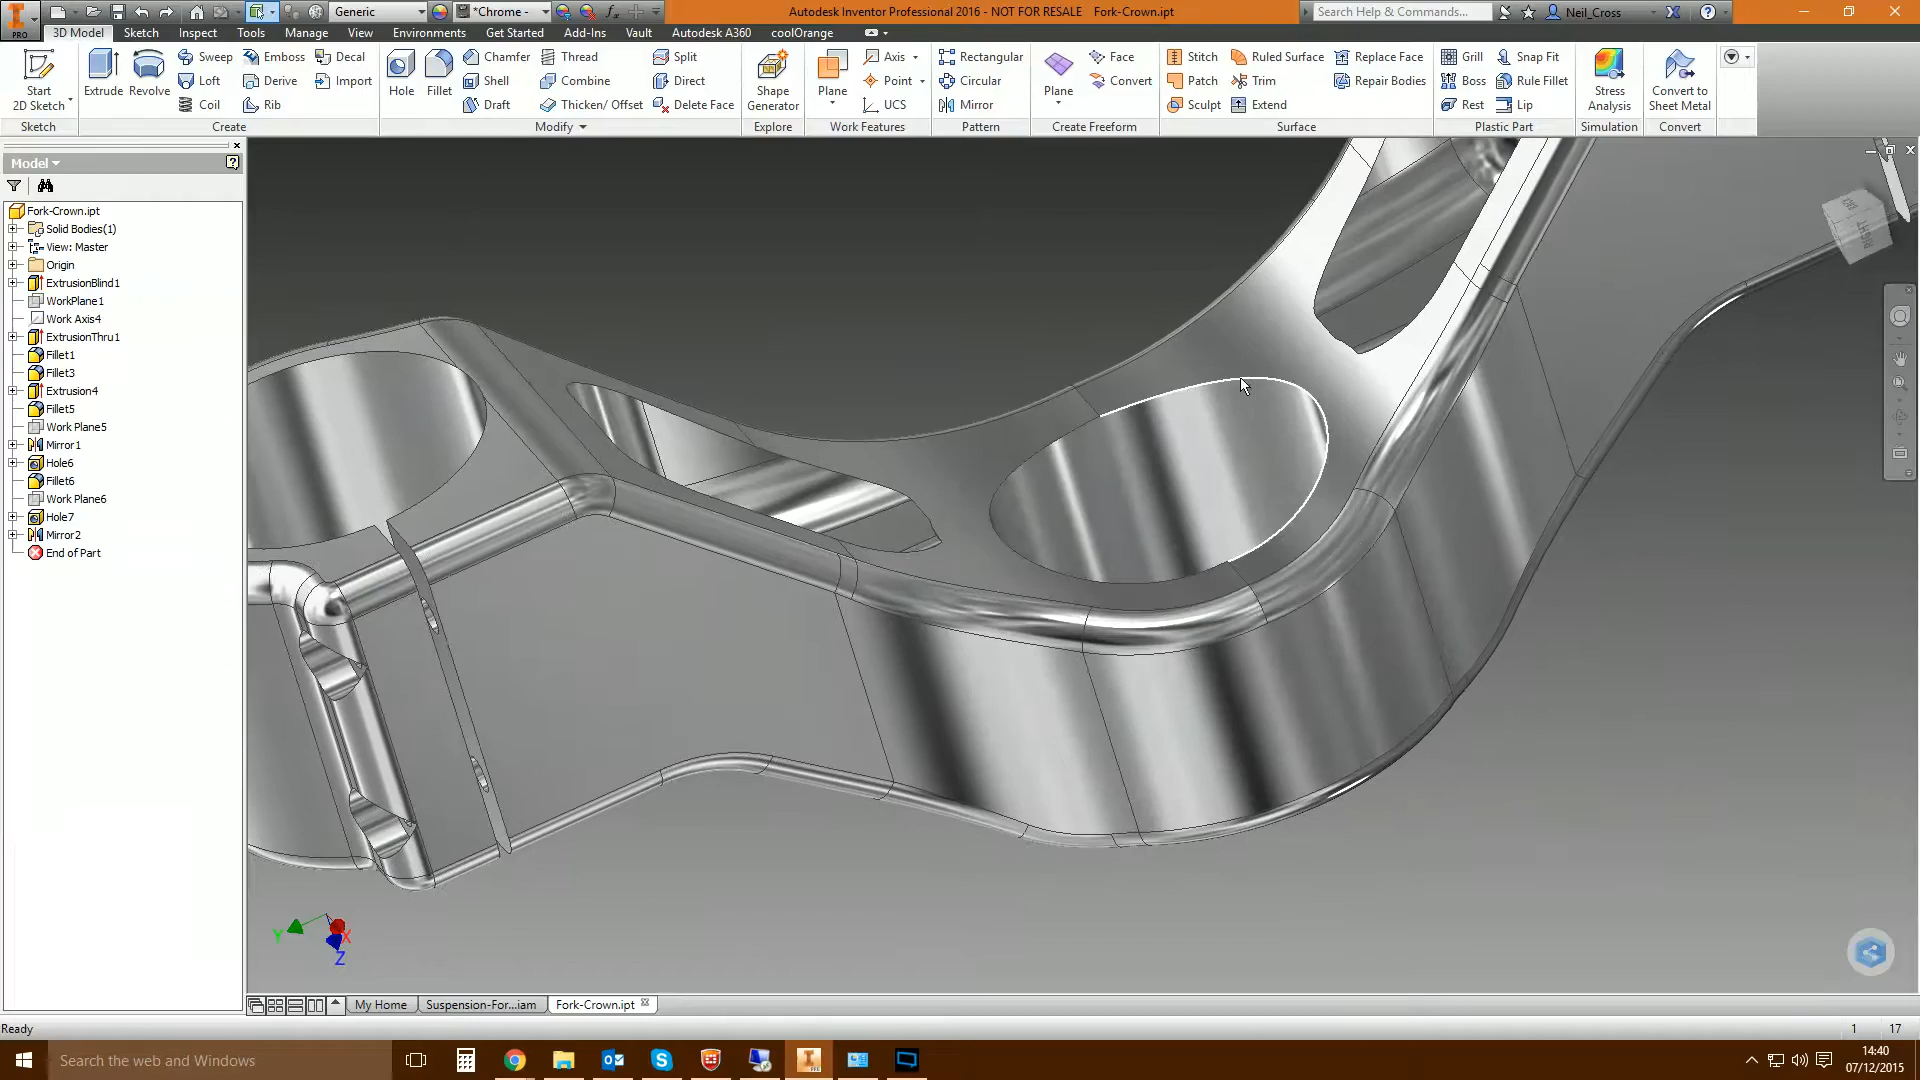 Generic
*Chrome -
Autodesk Inventor Professional 2016 - NOT FOR RESALE Fork-Crown.ipt
Search Help & Commands...
Neil_Cross
PRO
3D Model Sketch Inspect Tools Manage View Environments Get Started Add-Ins Vault Autodesk A360 coolOrange
Start
2D Sketch
Extrude
Revolve
Sweep
Loft
Coil
Emboss
Derive
Rib
Decal
Import
Hole
Fillet
Chamfer
Shell
Draft
Thread
Combine
Thicken/ Offset
Split
Direct
Delete Face
Shape
Generator
Plane
Axis
Point
UCS
Rectangular
Circular
Mirror
Plane
Face
Convert
Stitch
Patch
Sculpt
Ruled Surface
Trim
Extend
Replace Face
Repair Bodies
Grill
Boss
Rest
Snap Fit
Rule Fillet
Lip
Stress
Analysis
Convert to
Sheet Metal
Sketch
Create
Modify
Explore
Work Features
Pattern
Create Freeform
Surface
Plastic Part
Simulation
Convert
Model
Fork-Crown.ipt
Solid Bodies(1)
View: Master
Origin
ExtrusionBlind1
WorkPlane1
Work Axis4
ExtrusionThru1
Fillet1
Fillet3
Extrusion4
Fillet5
Work Plane5
Mirror1
Hole6
Fillet6
Work Plane6
Hole7
Mirror2
End of Part
RIGHT
BACK
Y
X
Z
My Home
Suspension-For...iam
Fork-Crown.ipt
Ready
1 17
Search the web and Windows
14:40
07/12/2015